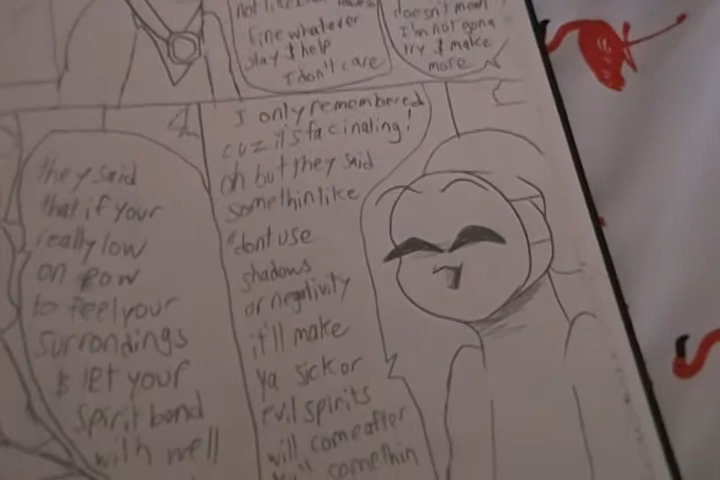 fine whatever
stay & help
I don't care
doesn't mean
I'm not gona
try & make
more
they said
that if your
really low
on pow
to feel your
surrondings
& let your
spirit bond
with well
I only remembered
cuz it's facinating!
oh but they said
somethin like
"dont use
shadows
or negitivity
it'll make
ya sick or
evil spirits
will come after
somethin